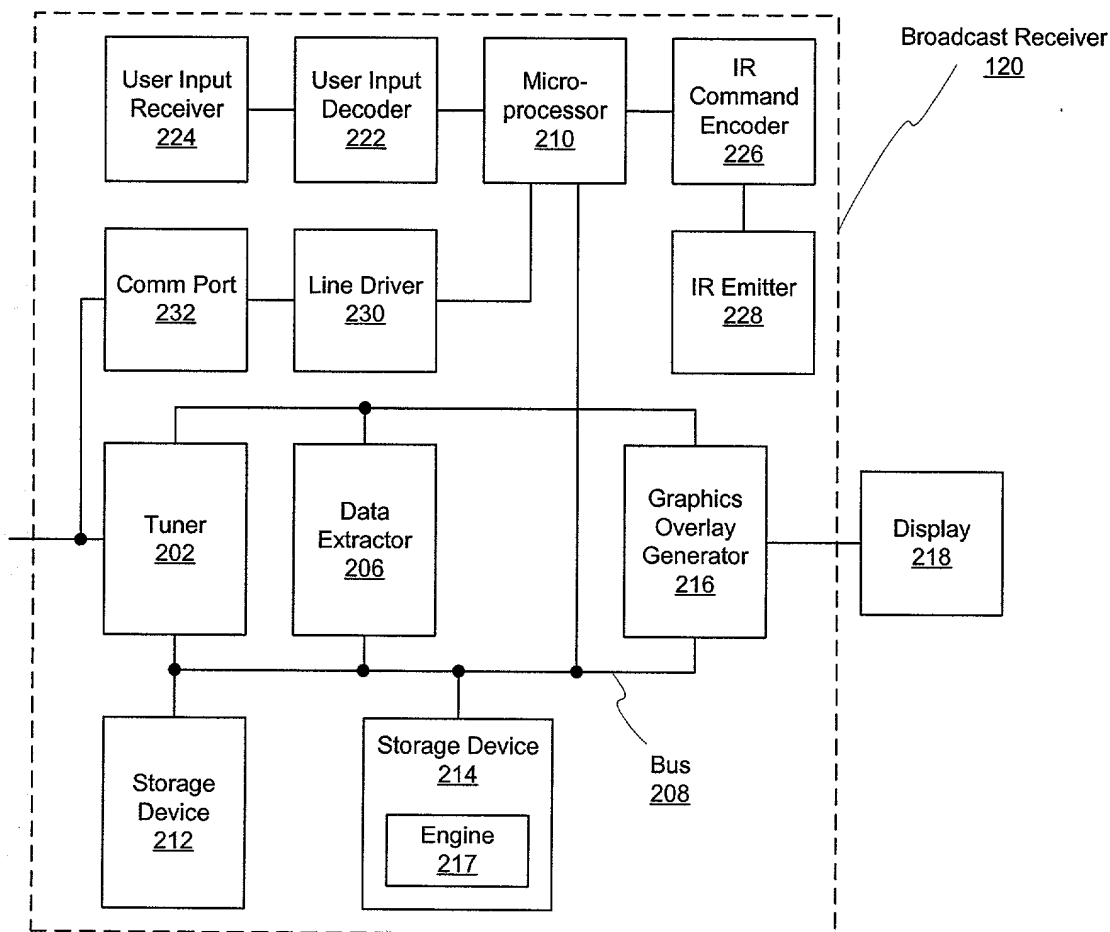 Broadcast Receiver
120
User Input
Receiver
224
User Input
Decoder
222
Micro-
processor
210
IR
Command
Encoder
226
Comm Port
232
Line Driver
230
IR Emitter
228
Tuner
202
Data
Extractor
206
Graphics
Overlay
Generator
216
Display
218
Storage
Device
212
Storage Device
214
Engine
217
Bus
208